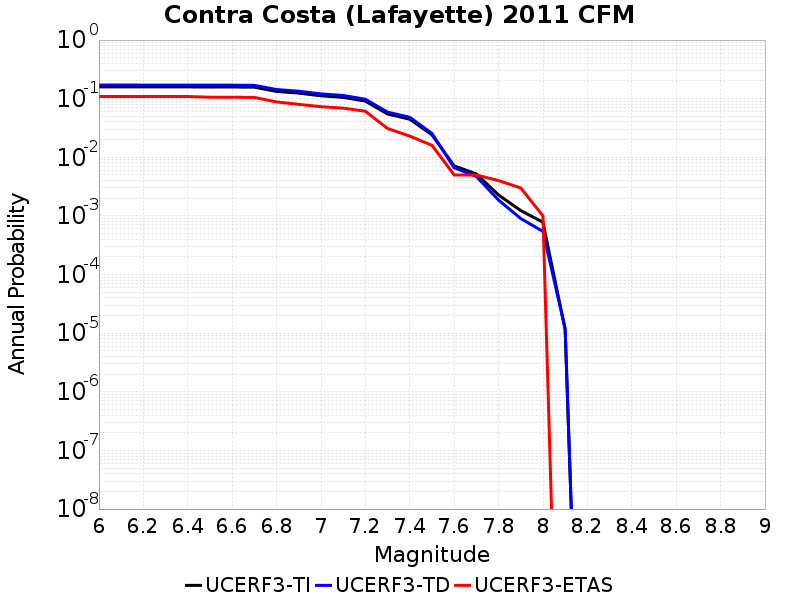 Contra Costa (Lafayette) 2011 CFM
Annual Probability
10^0
10^-1
10^-2
10^-3
10^-4
10^-5
10^-6
10^-7
10^-8
6 6.2 6.4 6.6 6.8 7 7.2 7.4 7.6 7.8 8 8.2 8.4 8.6 8.8 9
Magnitude
UCERF3-TI UCERF3-TD UCERF3-ETAS